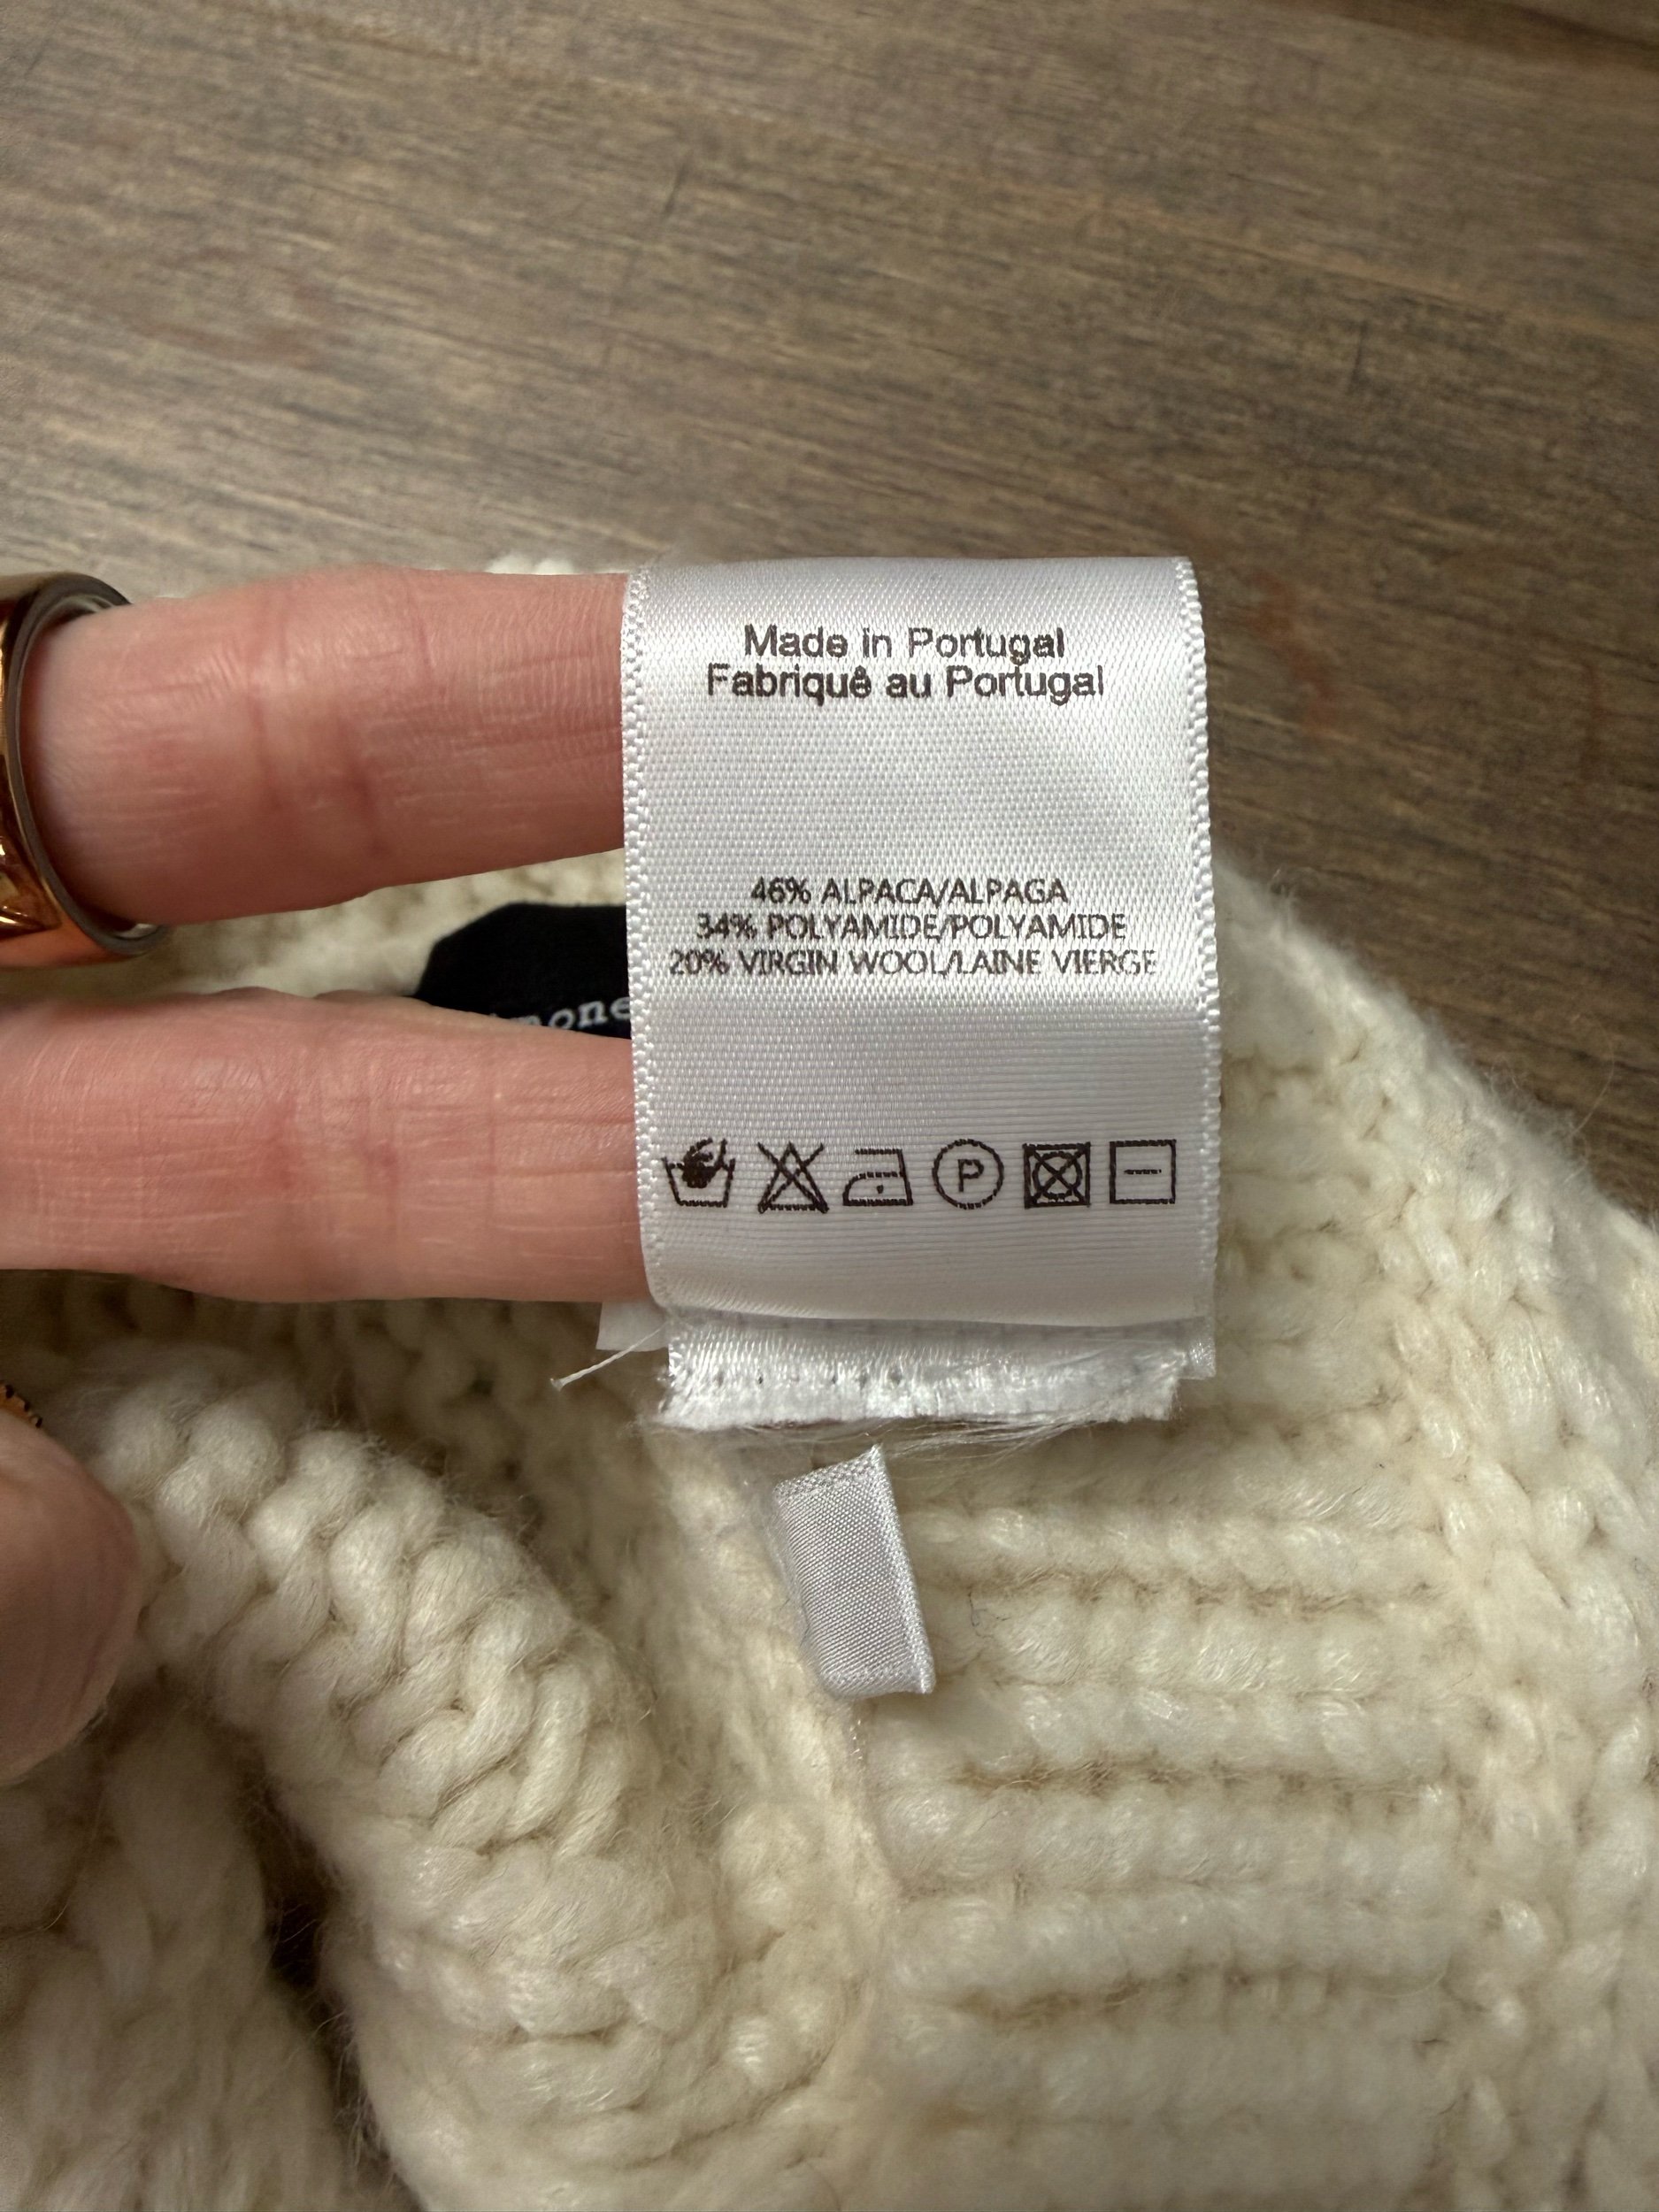 Made in Portugal
Fabriquê au Portugal
46% ALPACA/ALPAGA
34% POLYAMIDE/POLYAMIDE
20% VIRGIN WOOL/LAINE VIERGE
P